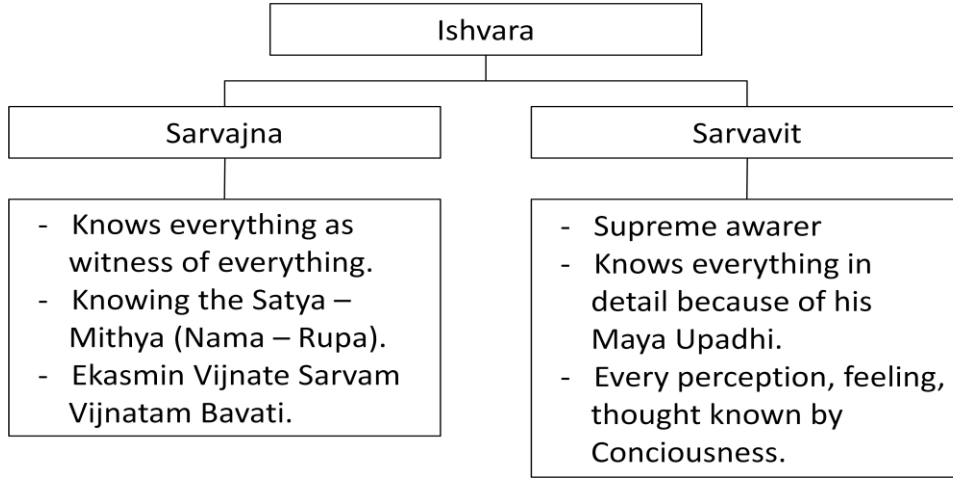 Ishvara
Sarvajna
- Knows everything as
witness of everything.
- Knowing the Satya –
Mithya (Nama – Rupa).
- Ekasmin Vijnate Sarvam
Vijnatam Bavati.
Sarvavit
- Supreme awarer
- Knows everything in
detail because of his
Maya Upadhi.
- Every perception, feeling,
thought known by
Conciousness.